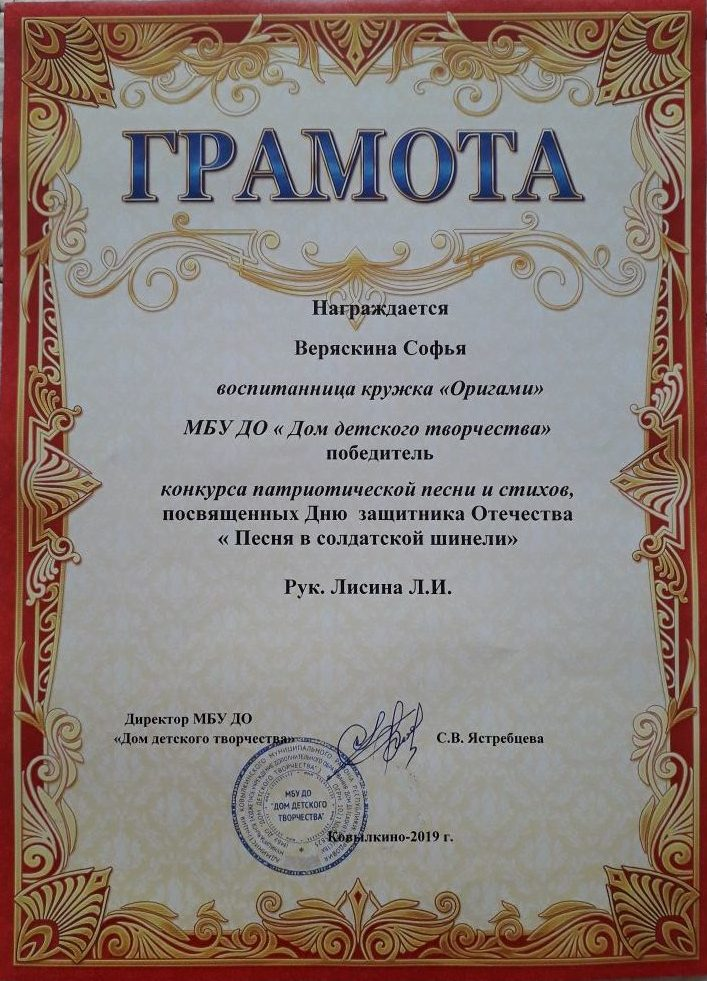 ГРАМОТА
Награждается
Веряскина Софья
воспитанница кружка «Оригами»
МБУ ДО « Дом детского творчества»
победитель
конкурса патриотической песни и стихов,
посвященных Дню защитника Отечества
« Песня в солдатской шинели»
Рук. Лисина Л.И.
Директор МБУ ДО
«Дом детского творчества»
С.В. Ястребцева
МБУ ДО
"ДОМ ДЕТСКОГО
ТВОРЧЕСТВА"
Ковылкино-2019 г.